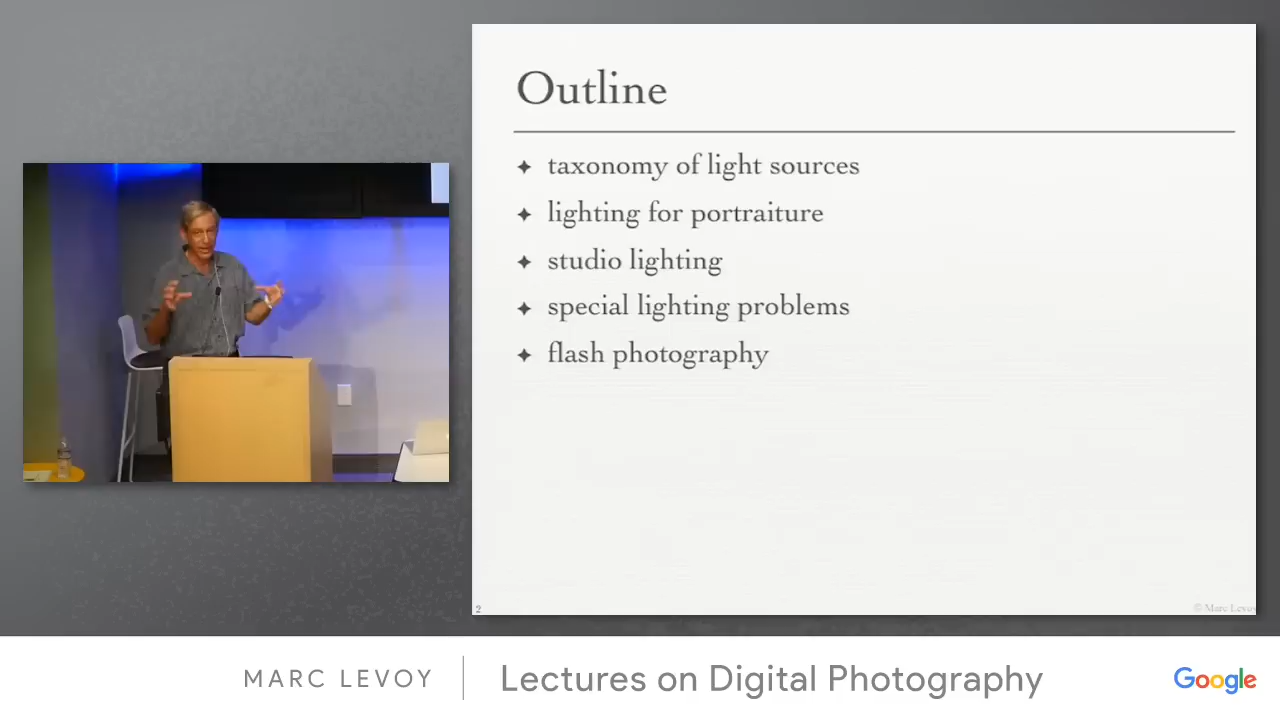 Outline
taxonomy of light sources
lighting for portraiture
studio lighting
special lighting problems
flash photography
2
© Marc Levoy
MARC LEVOY
Lectures on Digital Photography
Google